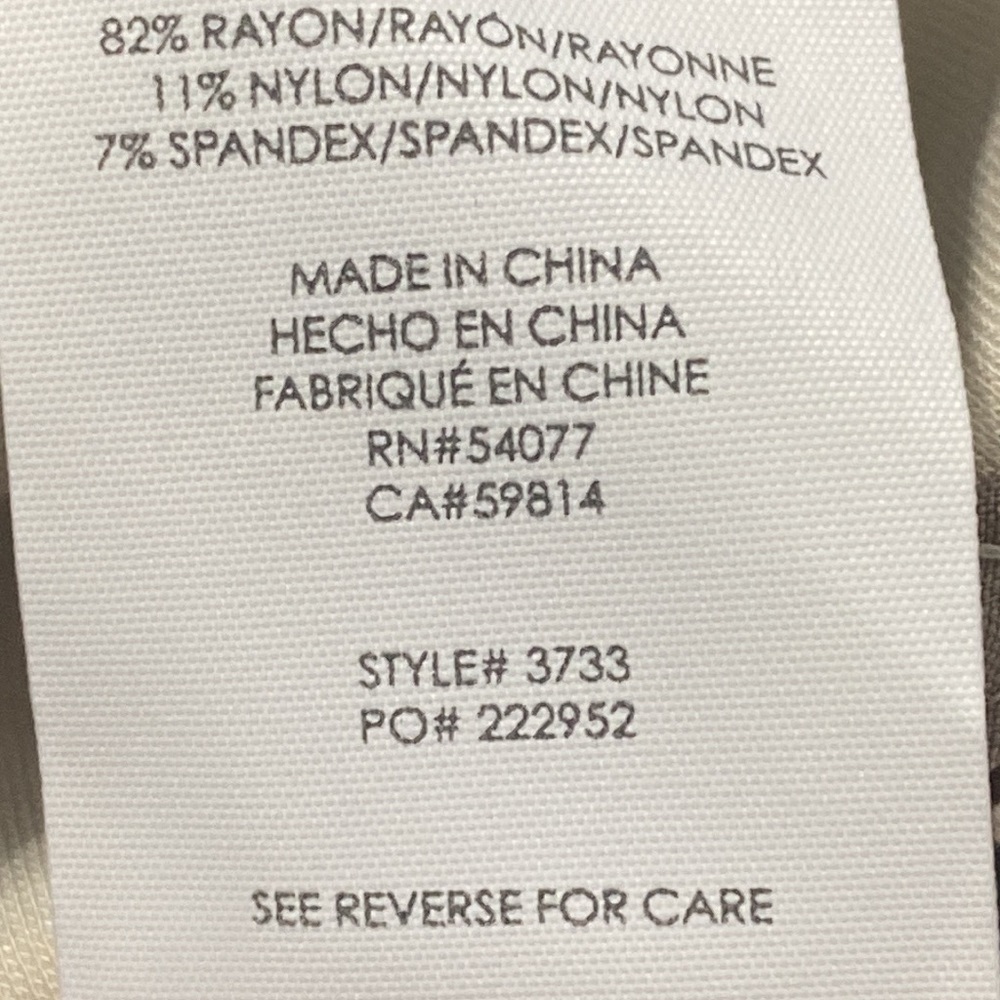 82% RAYON/RAYÓN/RAYONNE
11% NYLON/NYLON/NYLON
7% SPANDEX/SPANDEX/SPANDEX
MADE IN CHINA
HECHO EN CHINA
FABRIQUÉ EN CHINE
RN#54077
CA#59814
STYLE# 3733
PO# 222952
SEE REVERSE FOR CARE